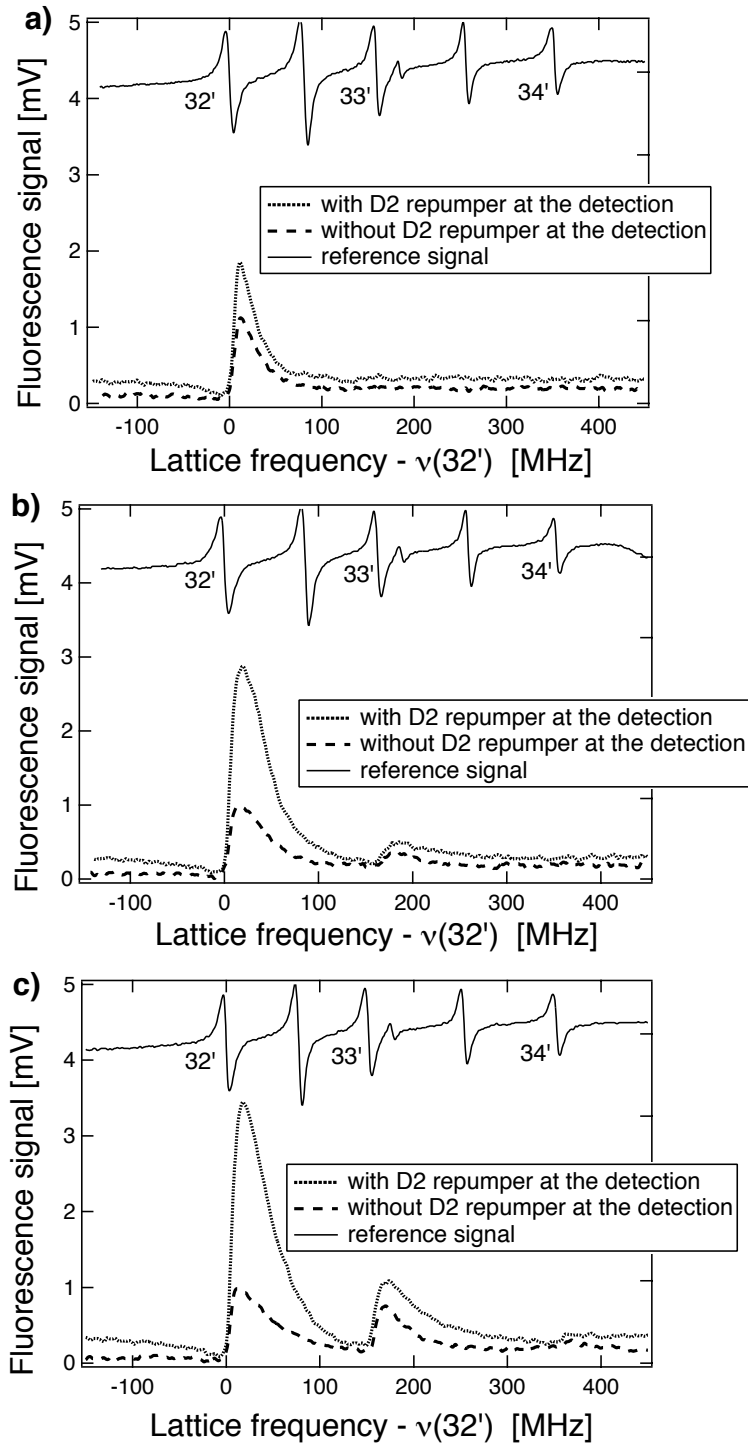 a)
Fluorescence signal [mV]
5
4
3
2
1
0
32'
33'
34'
with D2 repumper at the detection
without D2 repumper at the detection
reference signal
-100 0 100 200 300 400
Lattice frequency - ν(32') [MHz]
b)
Fluorescence signal [mV]
5
4
3
2
1
0
32'
33'
34'
with D2 repumper at the detection
without D2 repumper at the detection
reference signal
-100 0 100 200 300 400
Lattice frequency - ν(32') [MHz]
c)
Fluorescence signal [mV]
5
4
3
2
1
0
32'
33'
34'
with D2 repumper at the detection
without D2 repumper at the detection
reference signal
-100 0 100 200 300 400
Lattice frequency - ν(32') [MHz]